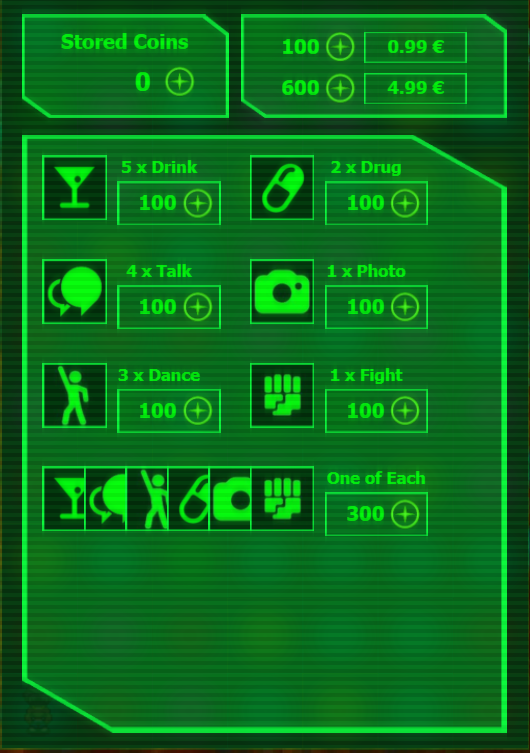 Stored Coins
0
100 0.99 €
600 4.99 €
5 x Drink
100
2 x Drug
100
4 x Talk
100
1 x Photo
100
3 x Dance
100
1 x Fight
100
One of Each
300